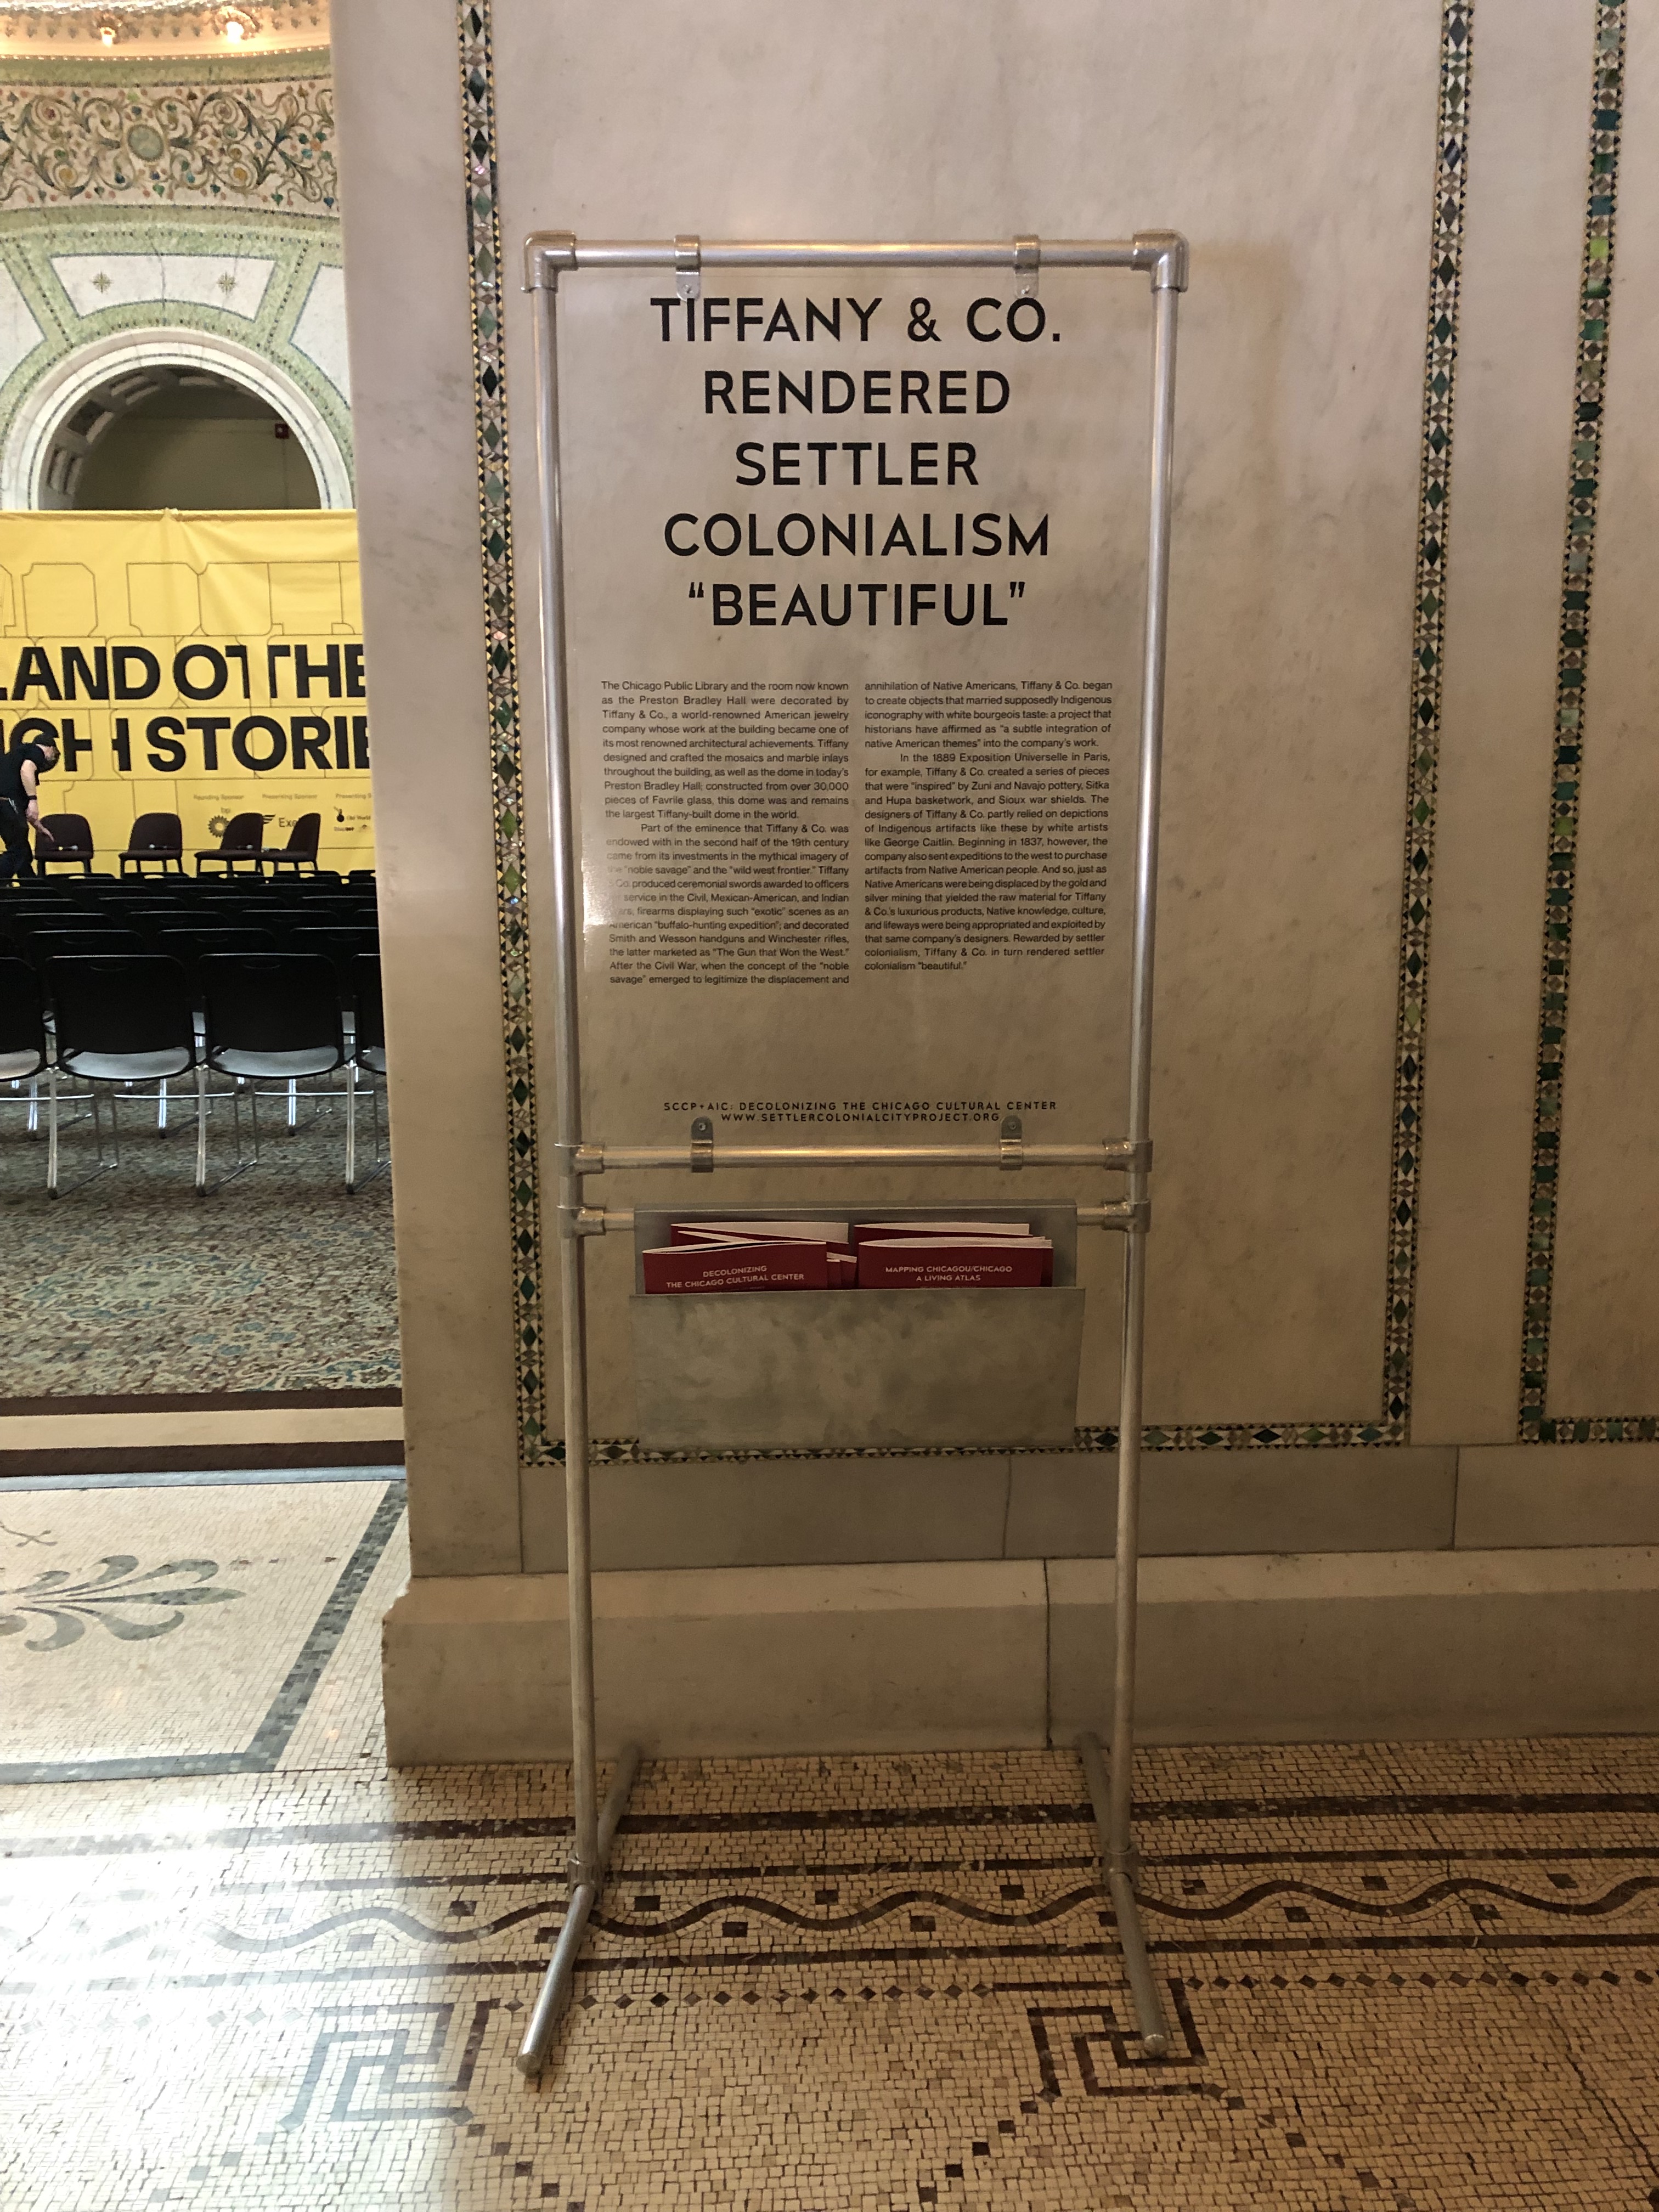 TIFFANY & CO.
RENDERED
SETTLER
COLONIALISM
“BEAUTIFUL”
The Chicago Public Library and the room now known
as the Preston Bradley Hall were decorated by
Tiffany & Co., a world-renowned American jewelry
company whose work at the building became one of
its most renowned architectural achievements. Tiffany
designed and crafted the mosaics and marble inlays
throughout the building, as well as the dome in today’s
Preston Bradley Hall; constructed from over 30,000
pieces of Favrile glass, this dome was and remains
the largest Tiffany-built dome in the world.
Part of the eminence that Tiffany & Co. was
endowed with in the second half of the 19th century
came from its investments in the mythical imagery of
the “noble savage” and the “wild west frontier.” Tiffany
Co. produced ceremonial swords awarded to officers
service in the Civil, Mexican-American, and Indian
firearms displaying such “exotic” scenes as an
American “buffalo-hunting expedition”; and decorated
Smith and Wesson handguns and Winchester rifles,
the latter marketed as “The Gun that Won the West.”
After the Civil War, when the concept of the “noble
savage” emerged to legitimize the displacement and
annihilation of Native Americans, Tiffany & Co. began
to create objects that married supposedly Indigenous
iconography with white bourgeois taste: a project that
historians have affirmed as “a subtle integration of
native American themes” into the company’s work.
In the 1889 Exposition Universelle in Paris,
for example, Tiffany & Co. created a series of pieces
that were “inspired” by Zuni and Navajo pottery, Sitka
and Hupa basketwork, and Sioux war shields. The
designers of Tiffany & Co. partly relied on depictions
of Indigenous artifacts like these by white artists
like George Caitlin. Beginning in 1837, however, the
company also sent expeditions to the west to purchase
artifacts from Native American people. And so, just as
Native Americans were being displaced by the gold and
silver mining that yielded the raw material for Tiffany
& Co.’s luxurious products, Native knowledge, culture,
and lifeways were being appropriated and exploited by
that same company’s designers. Rewarded by settler
colonialism, Tiffany & Co. in turn rendered settler
colonialism “beautiful.”
SCCP+AIC: DECOLONIZING THE CHICAGO CULTURAL CENTER
WWW.SETTLERCOLONIALCITYPROJECT.ORG
DECOLONIZING
THE CHICAGO CULTURAL CENTER
MAPPING CHICAGOU/CHICAGO
A LIVING ATLAS
AND OTHE
STORIE
Founding Sponsor
bp
Presenting Sponsor
Presenting